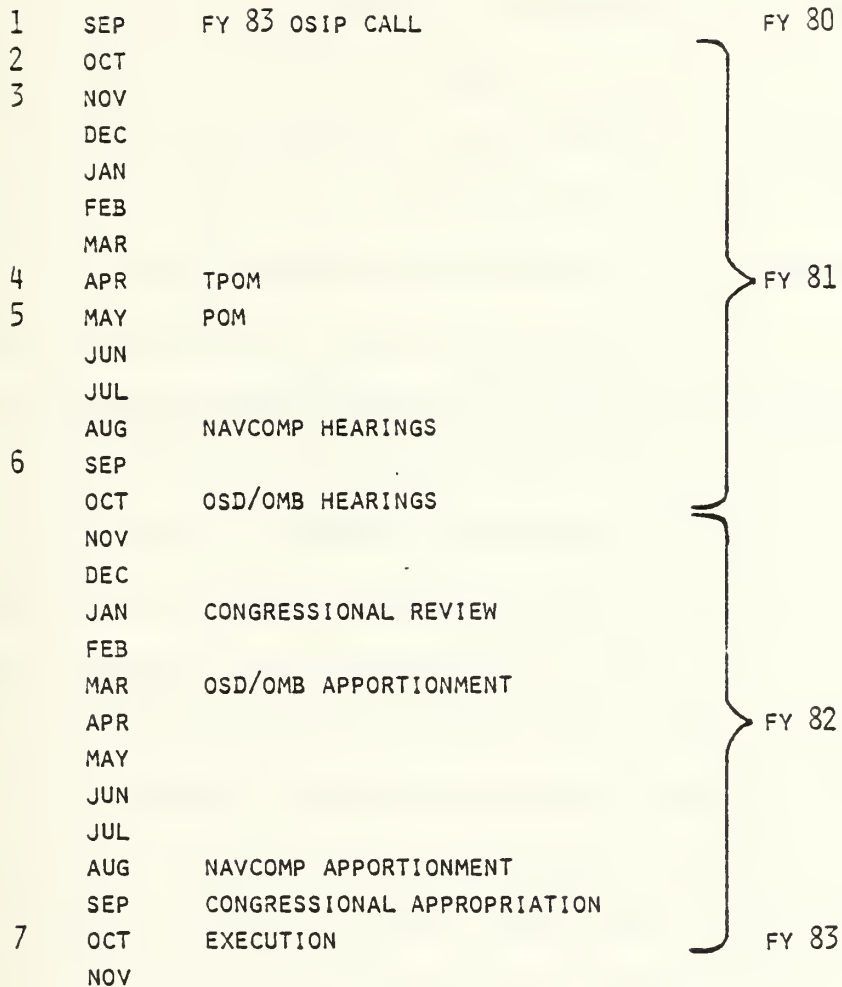 1 SEP FY 83 OSIP CALL FY 80
2 OCT
3 NOV
DEC
JAN
FEB
MAR
4 APR TPOM FY 81
5 MAY POM
JUN
JUL
AUG NAVCOMP HEARINGS
6 SEP
OCT OSD/OMB HEARINGS
NOV
DEC
JAN CONGRESSIONAL REVIEW
FEB
MAR OSD/OMB APPORTIONMENT
APR FY 82
MAY
JUN
JUL
AUG NAVCOMP APPORTIONMENT
SEP CONGRESSIONAL APPROPRIATION
7 OCT EXECUTION FY 83
NOV